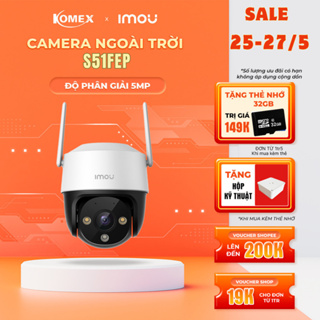 KOMEX × imou
CAMERA NGOÀI TRỜI
S51FEP
ĐỘ PHÂN GIẢI 5MP
imou
SALE
25-27/5
*Số lượng ưu đãi có hạn
không áp dụng cộng dồn
TẶNG THẺ NHỚ
32GB
TRỊ GIÁ
149K
32GB
ĐƠN TỪ 1tr5
Khi mua kèm thẻ
TẶNG
HỘP
KỸ THUẬT
*KHI MUA KÈM THẺ NHỚ
VOUCHER SHOPEE
LÊN
ĐẾN
200K
VOUCHER SHOP
19K
CHO ĐƠN
TỪ 1TR